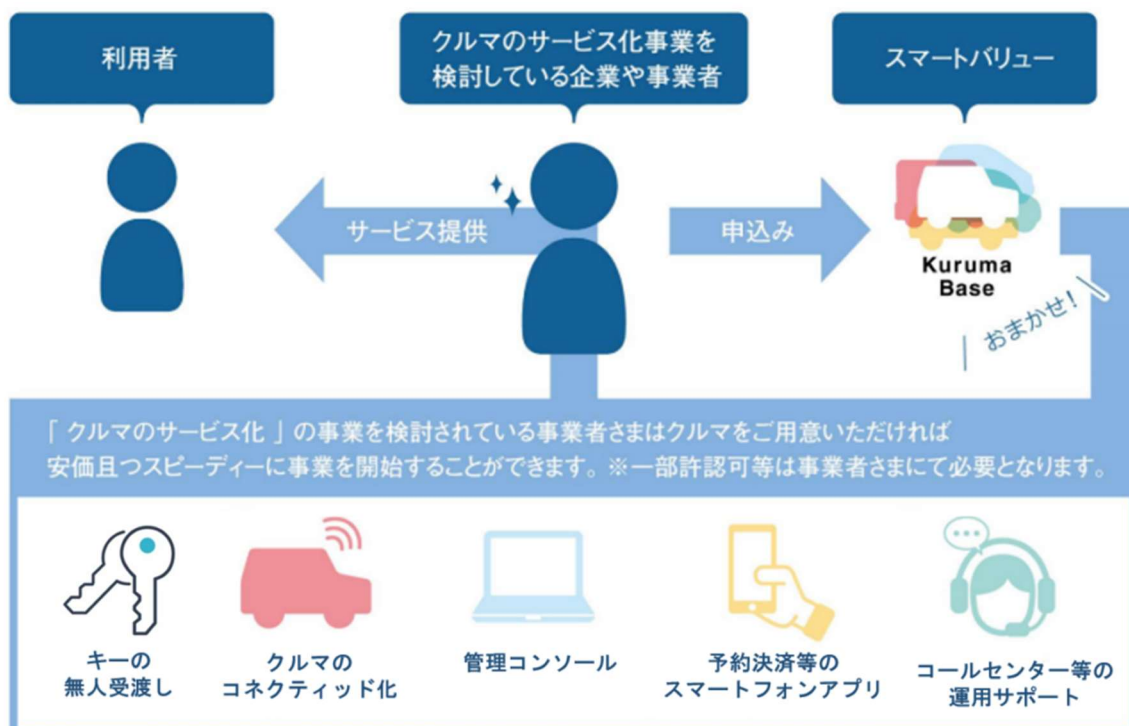 利用者
クルマのサービス化事業を
検討している企業や事業者
スマートバリュー
サービス提供
申込み
Kuruma
Base
おまかせ！
「 クルマのサービス化 」 の事業を検討されている事業者さまはクルマをご用意いただければ
安価且つスピーディーに事業を開始することができます。※一部許認可等は事業者さまにて必要となります。
キーの
無人受渡し
クルマの
コネクティッド化
管理コンソール
予約決済等の
スマートフォンアプリ
コールセンター等の
運用サポート